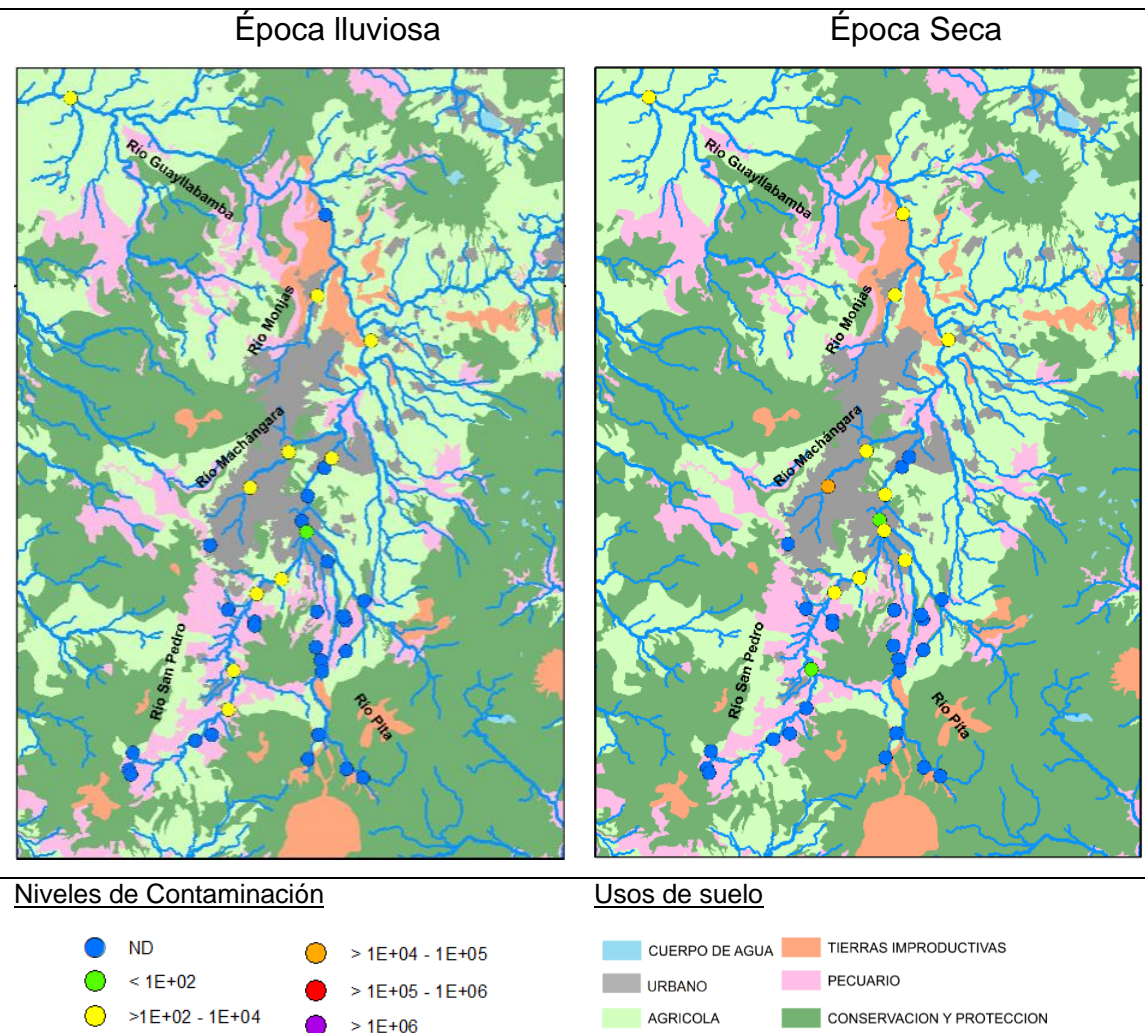 Época lluviosa
Época Seca
Río Guayllabamba
Río Monjas
Río Machángara
Río San Pedro
Río Pita
Río Guayllabamba
Río Monjas
Río Machángara
Río San Pedro
Río Pita
Niveles de Contaminación
ND
< 1E+02
>1E+02 - 1E+04
> 1E+04 - 1E+05
> 1E+05 - 1E+06
> 1E+06
Usos de suelo
CUERPO DE AGUA
URBANO
AGRICOLA
TIERRAS IMPRODUCTIVAS
PECUARIO
CONSERVACION Y PROTECCION